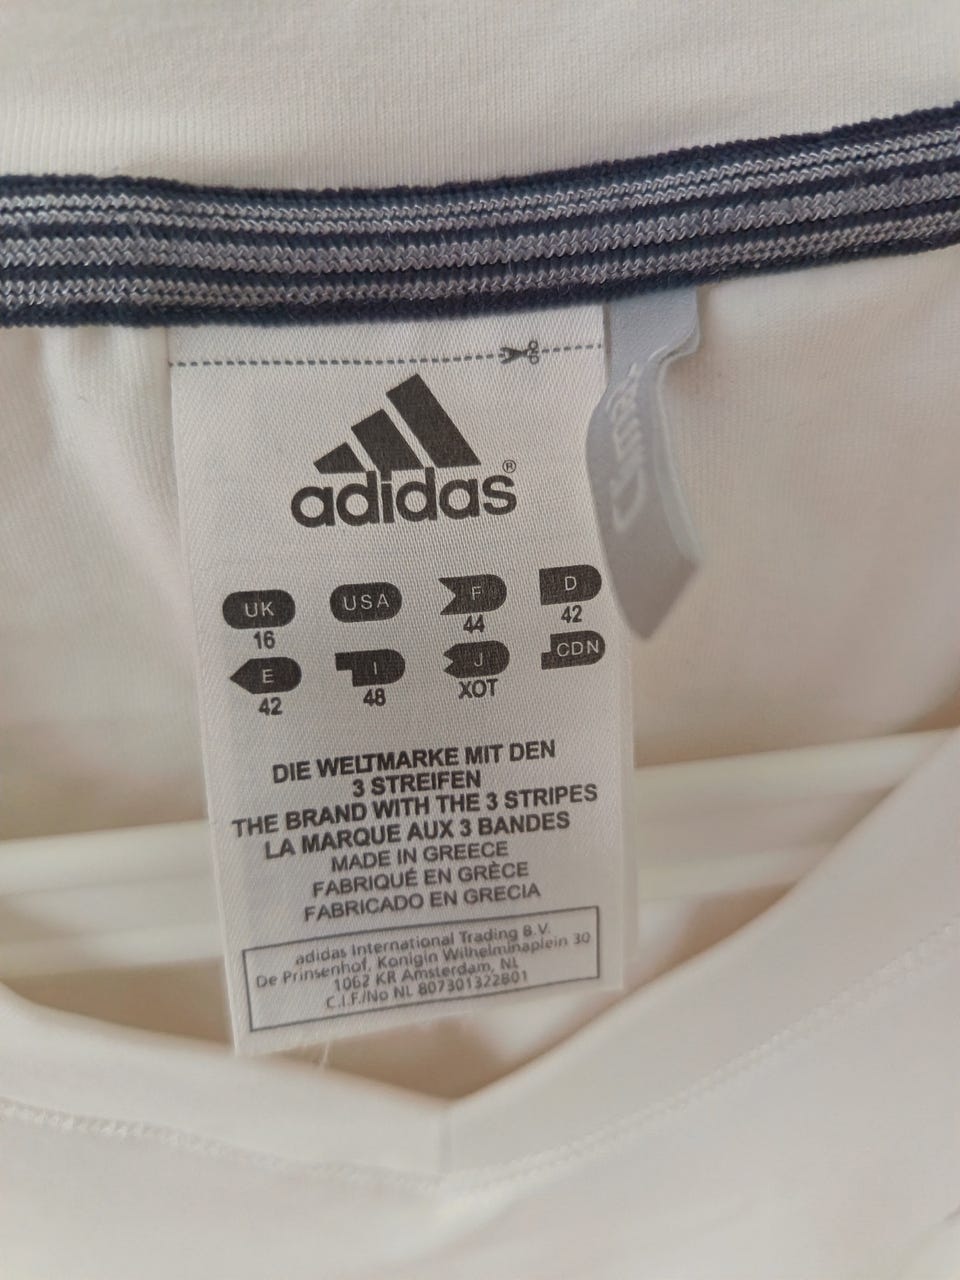 adidas®
UK USA F D
16 44 42
E I J CDN
42 48 XOT
DIE WELTMARKE MIT DEN
3 STREIFEN
THE BRAND WITH THE 3 STRIPES
LA MARQUE AUX 3 BANDES
MADE IN GREECE
FABRIQUÉ EN GRÈCE
FABRICADO EN GRECIA
adidas International Trading B.V.
De Prinsenhof, Konigin Wilhelminaplein 30
1062 KR Amsterdam, NL
C.I.F./No NL 807301322B01